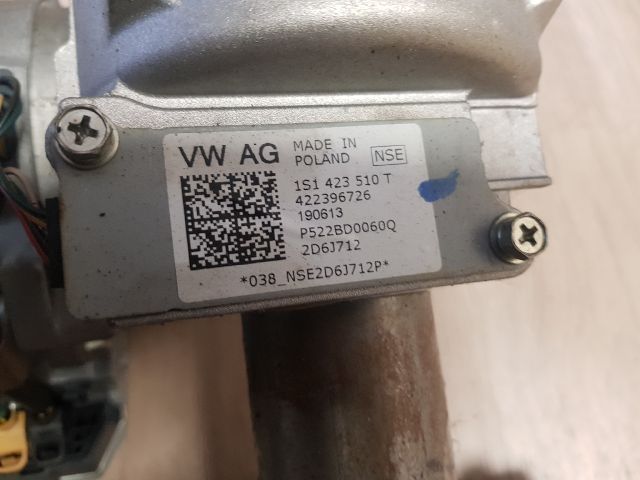 VW AG
MADE IN
POLAND
NSE
1S1 423 510 T
422396726
190613
P522BD0060Q
2D6J712
*038_NSE2D6J712P*